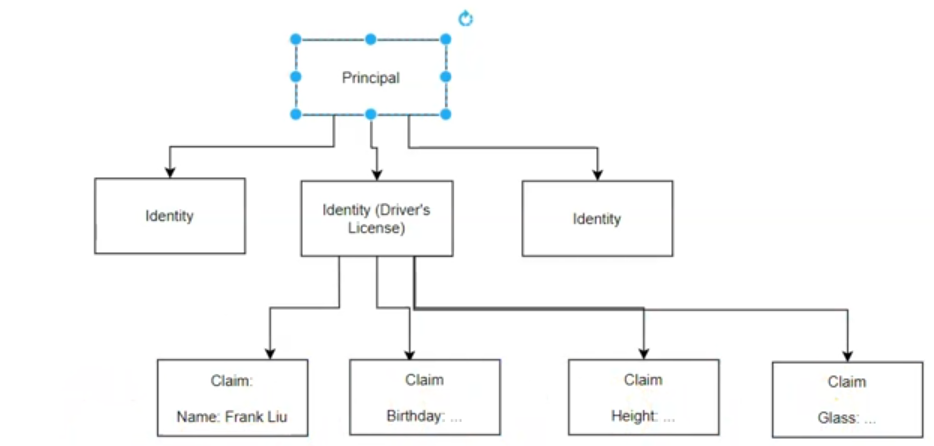 Principal
Identity
Identity (Driver's
License)
Identity
Claim:
Name: Frank Liu
Claim
Birthday: ...
Claim
Height: ...
Claim
Glass: ...